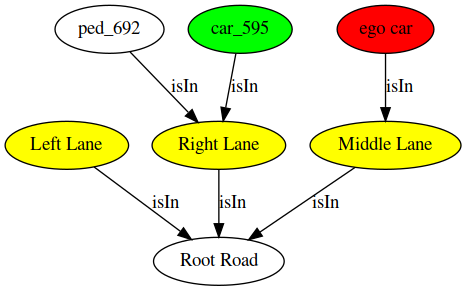 ped_692 car_595 ego car
isIn isIn isIn
Left Lane Right Lane Middle Lane
isIn isIn isIn
Root Road